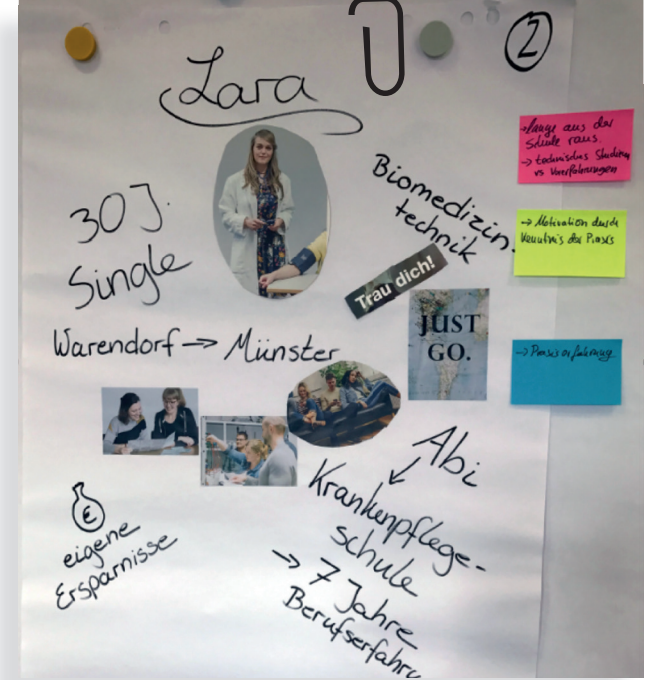 2
Lara
30 J.
Single
Biomedizin-
technik
Trau dich!
JUST
GO.
Warendorf → Münster
Abi
Krankenpflege-
schule
→ 7 Jahre
Berufserfahru
€
eigene
Ersparnisse
→ lange aus der
Schule raus
→ technisches Studium
vs Vorerfahrungen
→ Motivation durch
Kenntnis der Praxis
→ Praxiserfahrung